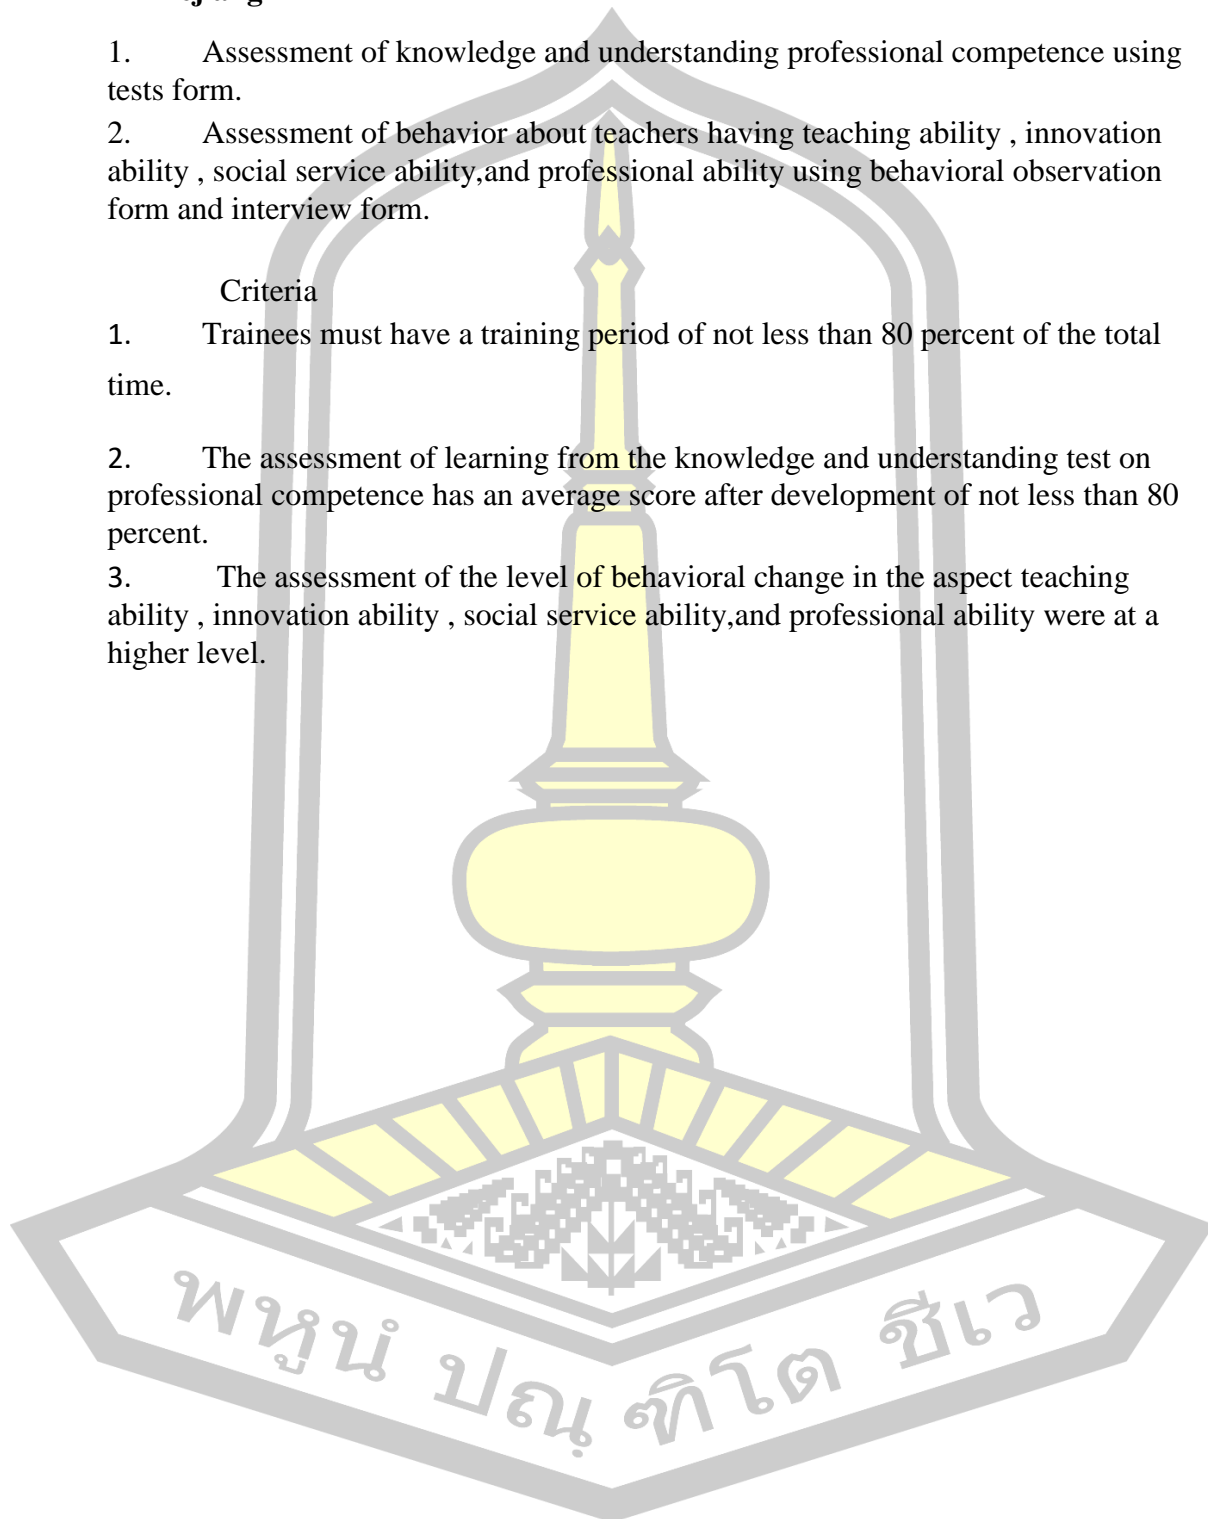 1. Assessment of knowledge and understanding professional competence using
tests form.
2. Assessment of behavior about teachers having teaching ability , innovation
ability , social service ability,and professional ability using behavioral observation
form and interview form.
Criteria
1. Trainees must have a training period of not less than 80 percent of the total
time.
2. The assessment of learning from the knowledge and understanding test on
professional competence has an average score after development of not less than 80
percent.
3. The assessment of the level of behavioral change in the aspect teaching
ability , innovation ability , social service ability,and professional ability were at a
higher level.
พหูนํ ปณฺฑิโต ชีเว